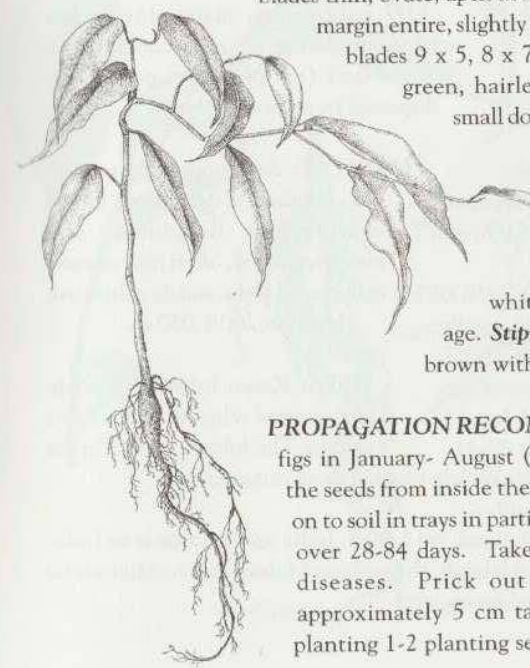 margin entire, slightly
blades 9 x 5, 8 x 7
green, hairle
small do
whit
age. Stip
brown with
PROPAGATION RECON
figs in January- August (
the seeds from inside the
on to soil in trays in parti
over 28-84 days. Take
diseases. Prick out
approximately 5 cm ta
planting 1-2 planting se